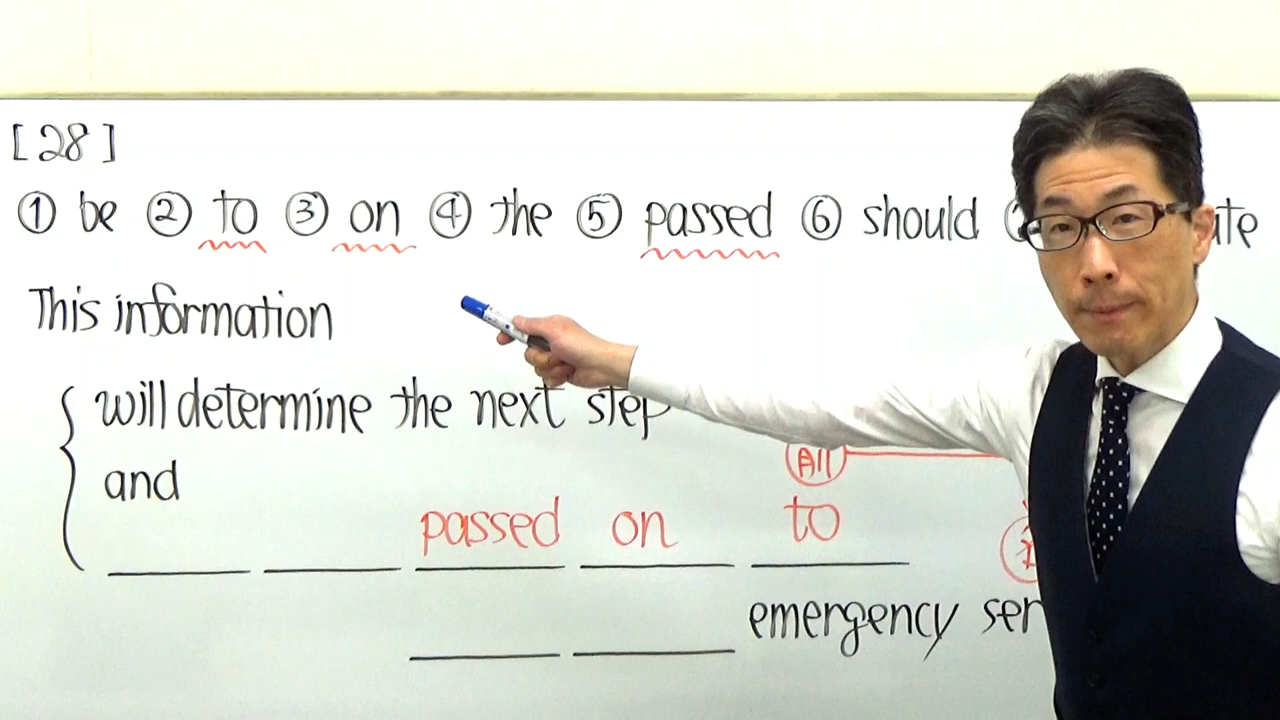 [28]
① be ② to ③ on ④ the ⑤ passed ⑥ should
This information
will determine the next step
and
All
passed on to
emergency